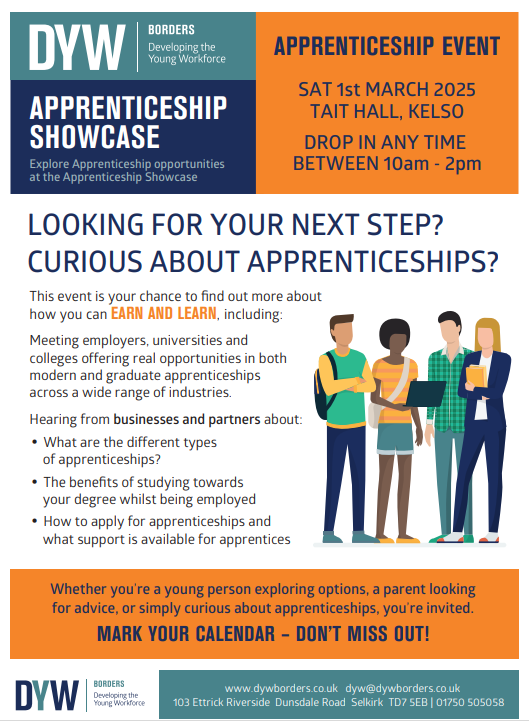 DYW
BORDERS
Developing the
Young Workforce
APPRENTICESHIP
SHOWCASE
Explore Apprenticeship opportunities
at the Apprenticeship Showcase
APPRENTICESHIP EVENT
SAT 1st MARCH 2025
TAIT HALL, KELSO
DROP IN ANY TIME
BETWEEN 10am - 2pm
LOOKING FOR YOUR NEXT STEP?
CURIOUS ABOUT APPRENTICESHIPS?
This event is your chance to find out more about
how you can EARN AND LEARN, including:
Meeting employers, universities and
colleges offering real opportunities in both
modern and graduate apprenticeships
across a wide range of industries.
Hearing from businesses and partners about:
• What are the different types
of apprenticeships?
• The benefits of studying towards
your degree whilst being employed
• How to apply for apprenticeships and
what support is available for apprentices
Whether you're a young person exploring options, a parent looking
for advice, or simply curious about apprenticeships, you're invited.
MARK YOUR CALENDAR – DON'T MISS OUT!
DYW
BORDERS
Developing the
Young Workforce
www.dywborders.co.uk dyw@dywborders.co.uk
103 Ettrick Riverside Dunsdale Road Selkirk TD7 5EB | 01750 505058